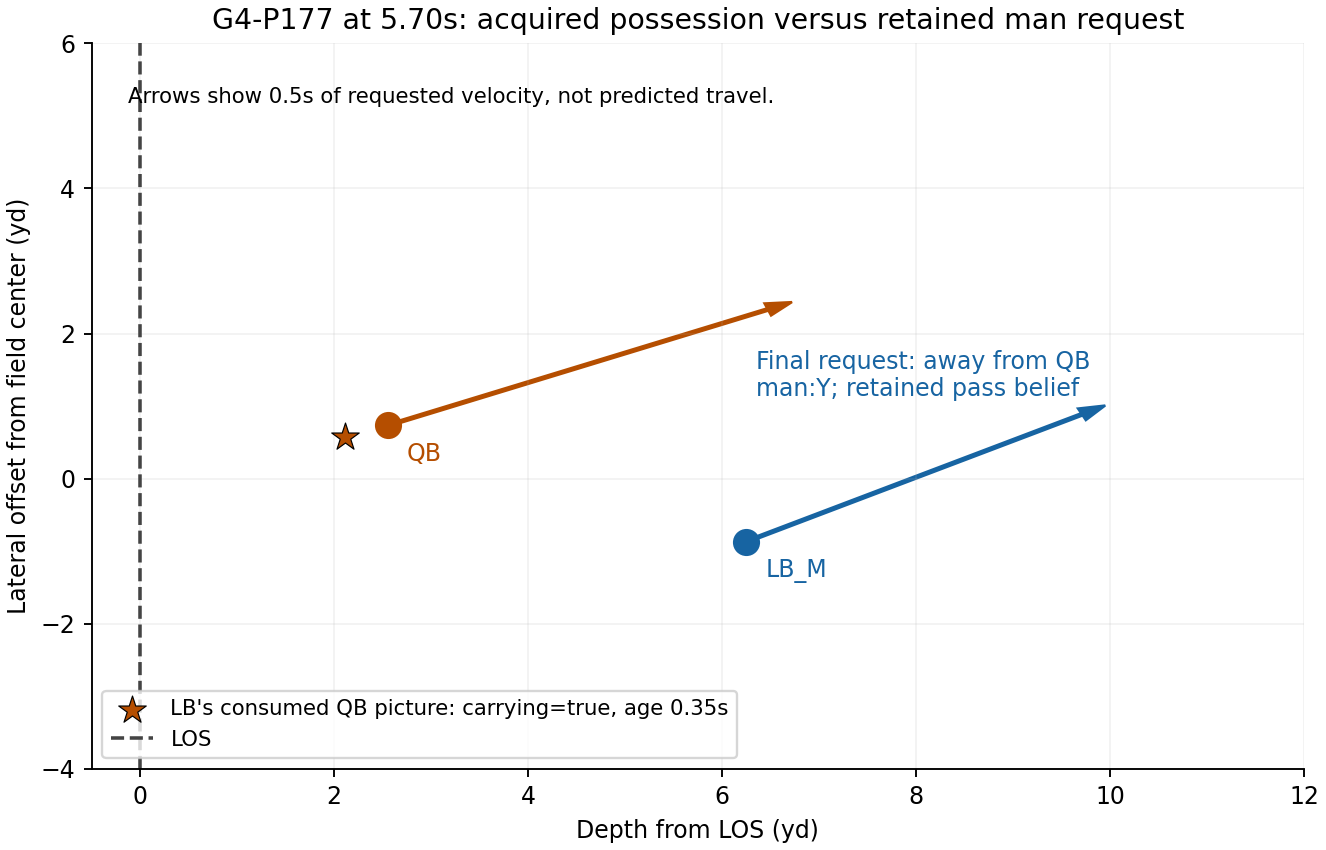 G4-P177 at 5.70s: acquired possession versus retained man request
Arrows show 0.5s of requested velocity, not predicted travel.
Final request: away from QB
man:Y; retained pass belief
QB
LB_M
LB's consumed QB picture: carrying=true, age 0.35s
LOS
6
4
2
0
−2
−4
Lateral offset from field center (yd)
0 2 4 6 8 10 12
Depth from LOS (yd)